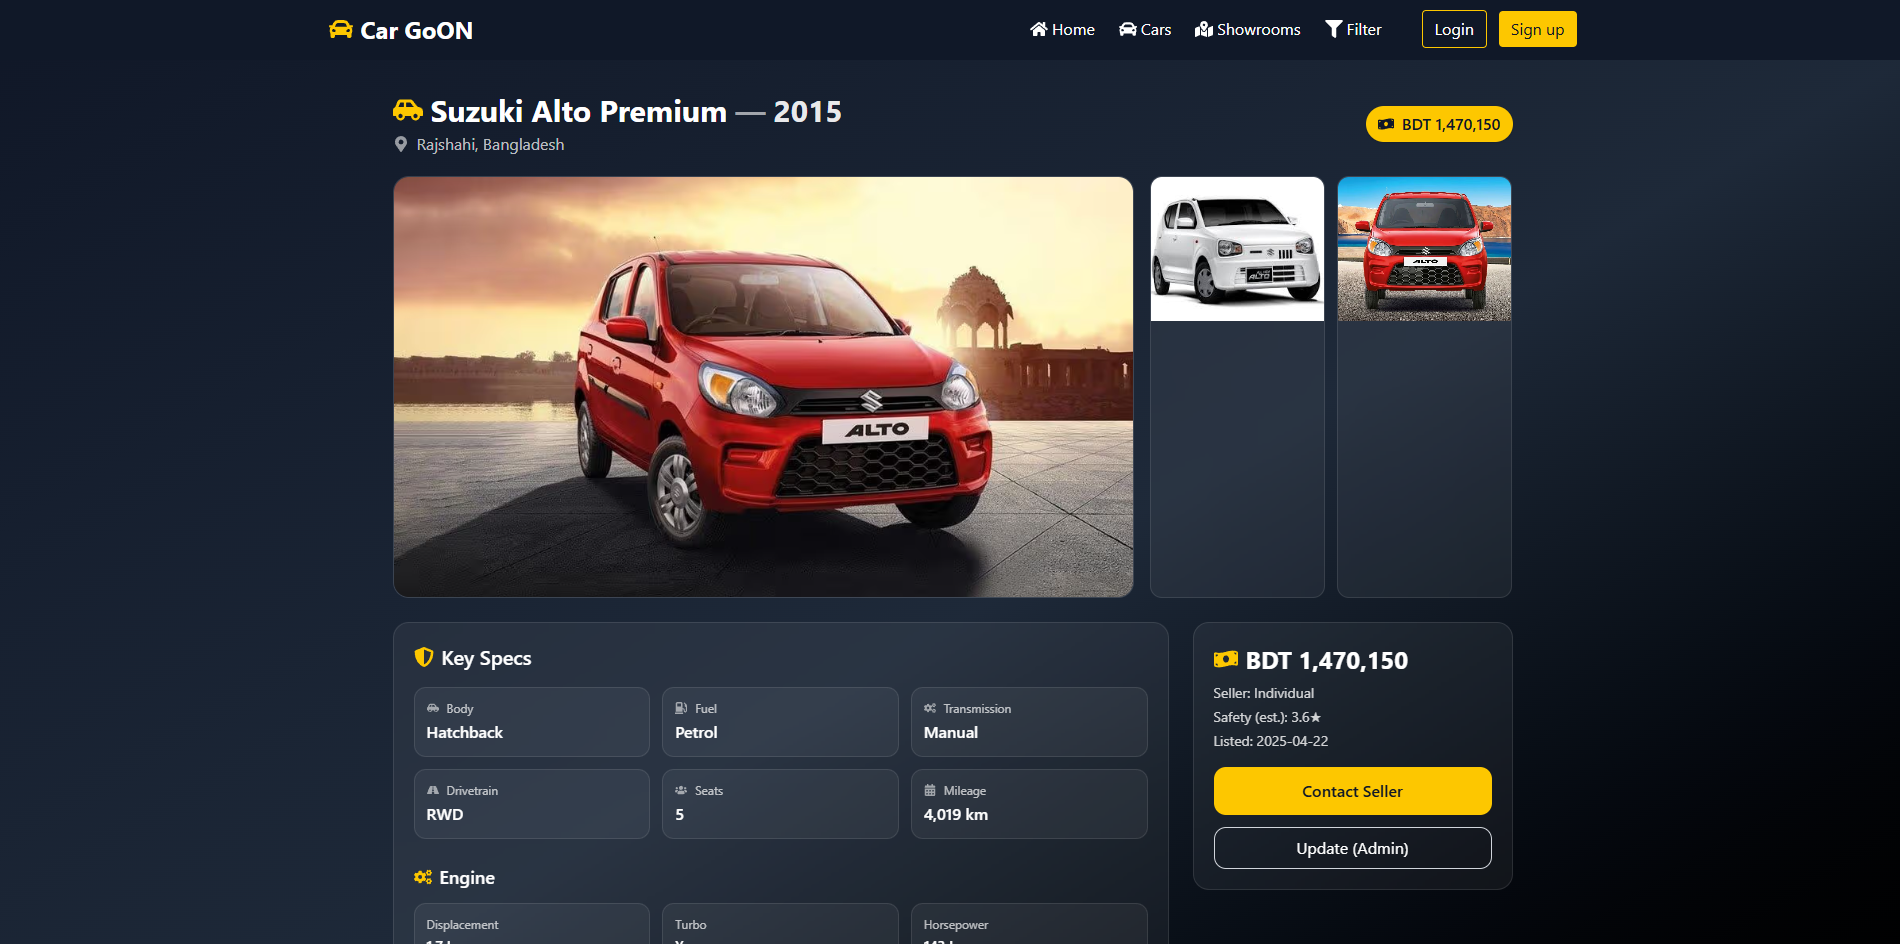 Car GoON
Home Cars Showrooms Filter Login Sign up
Suzuki Alto Premium — 2015
Rajshahi, Bangladesh
BDT 1,470,150
ALTO
ALTO
ALTO
Key Specs
Body
Hatchback
Fuel
Petrol
Transmission
Manual
Drivetrain
RWD
Seats
5
Mileage
4,019 km
Engine
Displacement
Turbo
Horsepower
BDT 1,470,150
Seller: Individual
Safety (est.): 3.6★
Listed: 2025-04-22
Contact Seller
Update (Admin)